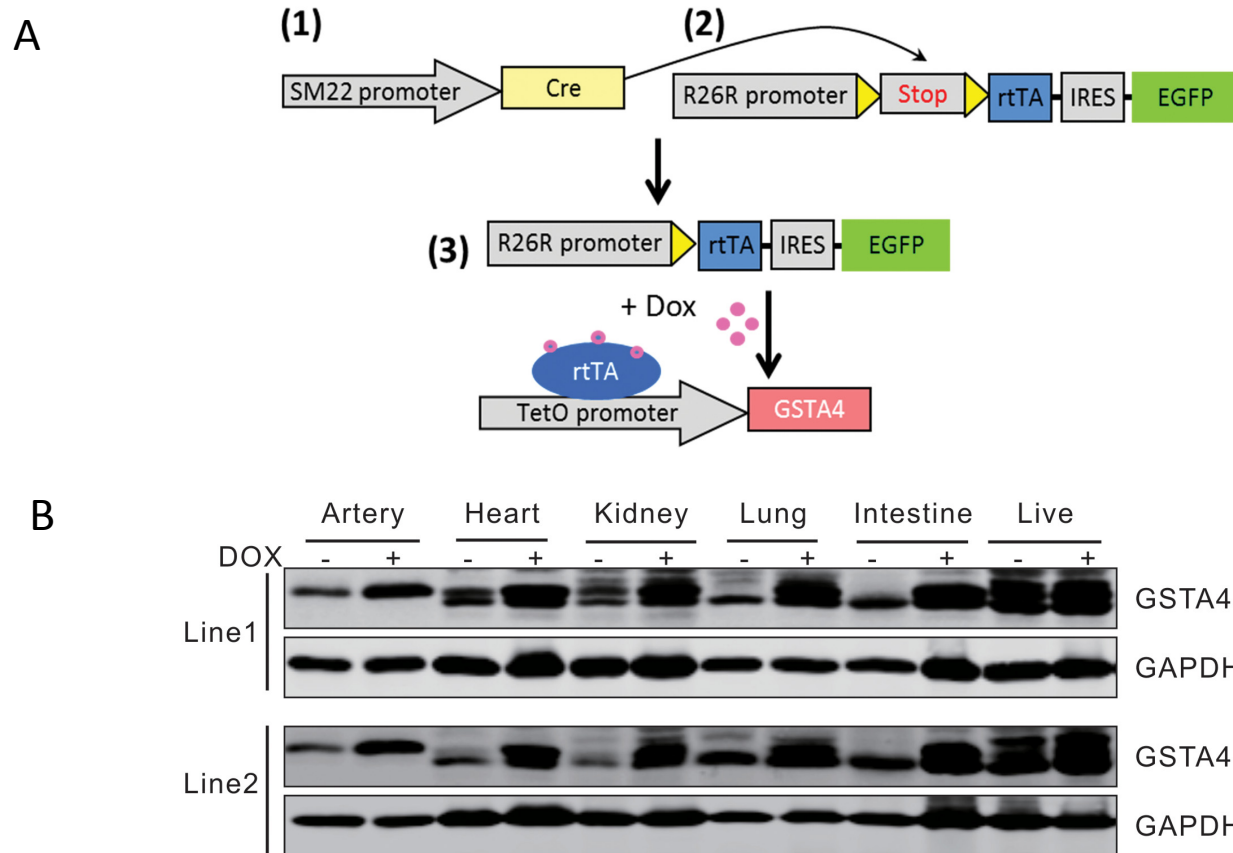 A
(1)
(2)
SM22 promoter
Cre
R26R promoter
Stop
rtTA
IRES
EGFP
(3)
R26R promoter
rtTA
IRES
EGFP
+ Dox
rtTA
TetO promoter
GSTA4
B
Artery Heart Kidney Lung Intestine Live
DOX - + - + - + - + - + - +
Line1
GSTA4
GAPDH
Line2
GSTA4
GAPDH